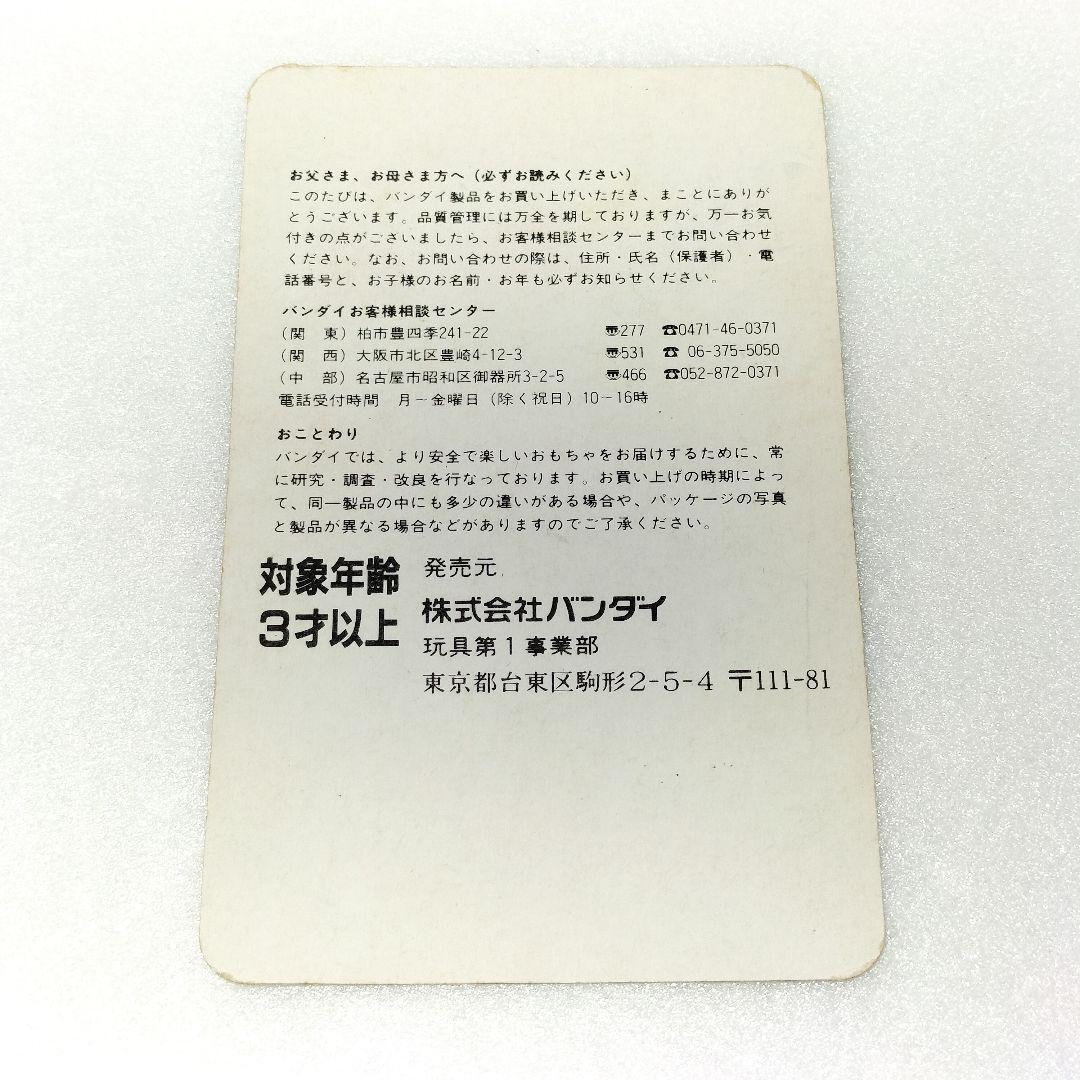 お父さま、お母さま方へ（必ずお読みください）
このたびは、バンダイ製品をお買い上げいただき、まことにありが
とうございます。品質管理には万全を期しておりますが、万一お気
付きの点がございましたら、お客様相談センターまでお問い合わせ
ください。なお、お問い合わせの際は、住所・氏名（保護者）・電
話番号と、お子様のお名前・お年も必ずお知らせください。
バンダイお客様相談センター
（関　東）柏市豊四季241-22 〠277 ☎0471-46-0371
（関　西）大阪市北区豊崎4-12-3 〠531 ☎ 06-375-5050
（中　部）名古屋市昭和区御器所3-2-5 〠466 ☎052-872-0371
電話受付時間　月－金曜日（除く祝日）10－16時
おことわり
バンダイでは、より安全で楽しいおもちゃをお届けするために、常
に研究・調査・改良を行なっております。お買い上げの時期によっ
て、同一製品の中にも多少の違いがある場合や、パッケージの写真
と製品が異なる場合などがありますのでご了承ください。
対象年齢
3才以上
発売元
株式会社バンダイ
玩具第1事業部
東京都台東区駒形2-5-4 〒111-81